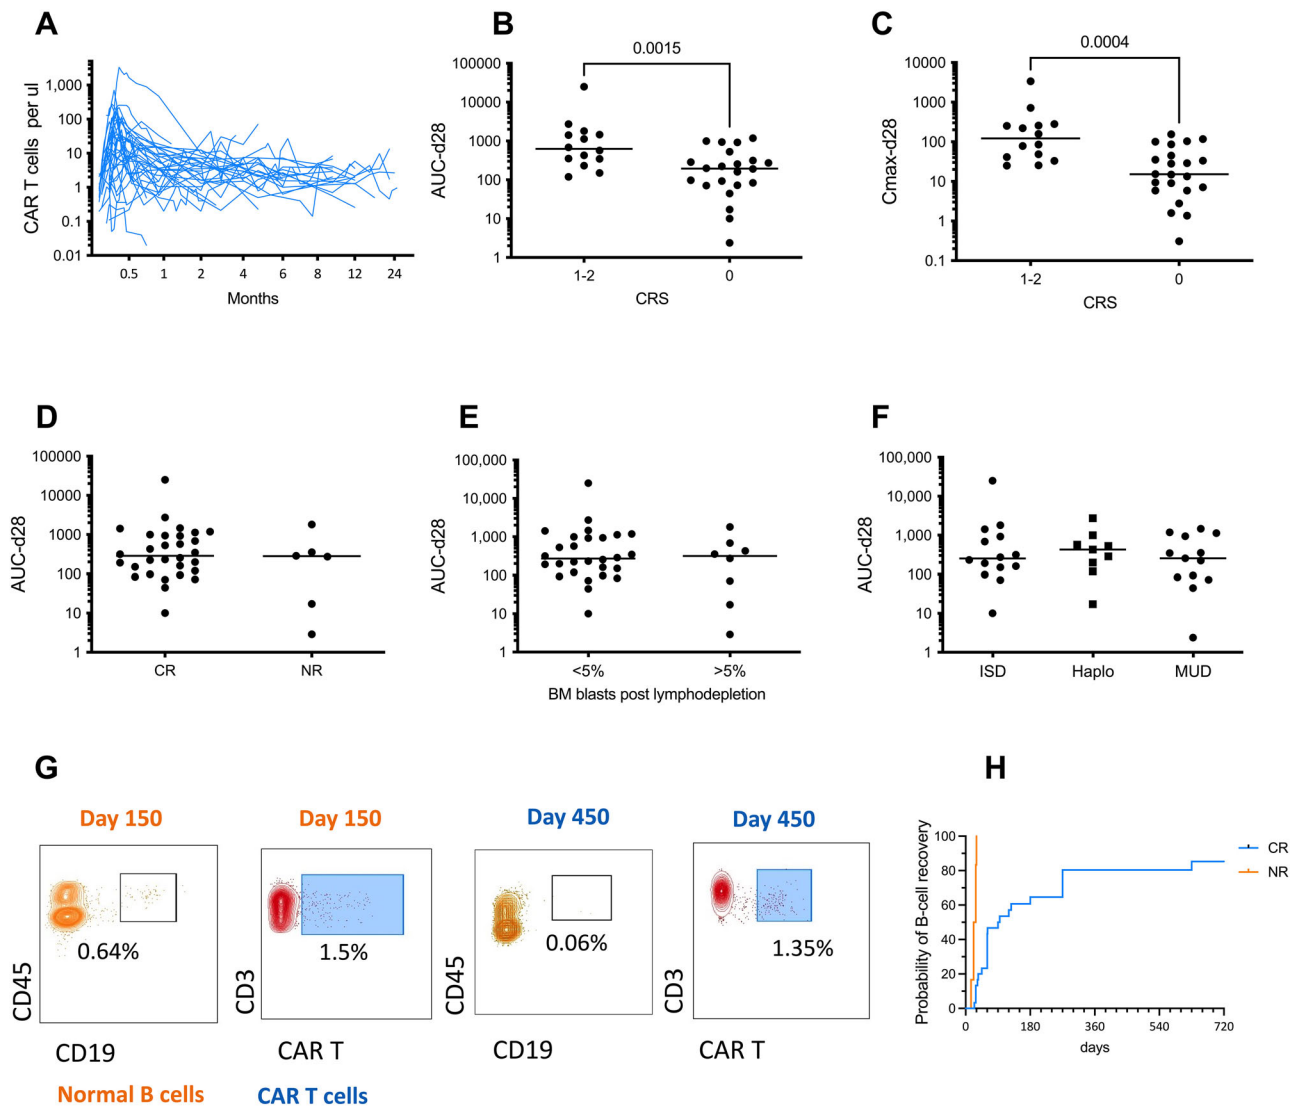 A
CAR T cells per ul
1,000
100
10
1
0.1
0.01
0.5 1 2 4 6 8 12 24
Months
B
0.0015
AUC-d28
100000
10000
1000
100
10
1
1-2 0
CRS
C
0.0004
Cmax-d28
10000
1000
100
10
1
0.1
1-2 0
CRS
D
AUC-d28
100000
10000
1000
100
10
1
CR NR
E
AUC-d28
100,000
10,000
1,000
100
10
1
<5% >5%
BM blasts post lymphodepletion
F
AUC-d28
100,000
10,000
1,000
100
10
1
ISD Haplo MUD
G
Day 150
CD45
0.64%
CD19
Normal B cells
Day 150
CD3
1.5%
CAR T
CAR T cells
Day 450
CD45
0.06%
CD19
Day 450
CD3
1.35%
CAR T
H
Probability of B-cell recovery
100
80
60
40
20
0
0 180 360 540 720
days
CR
NR